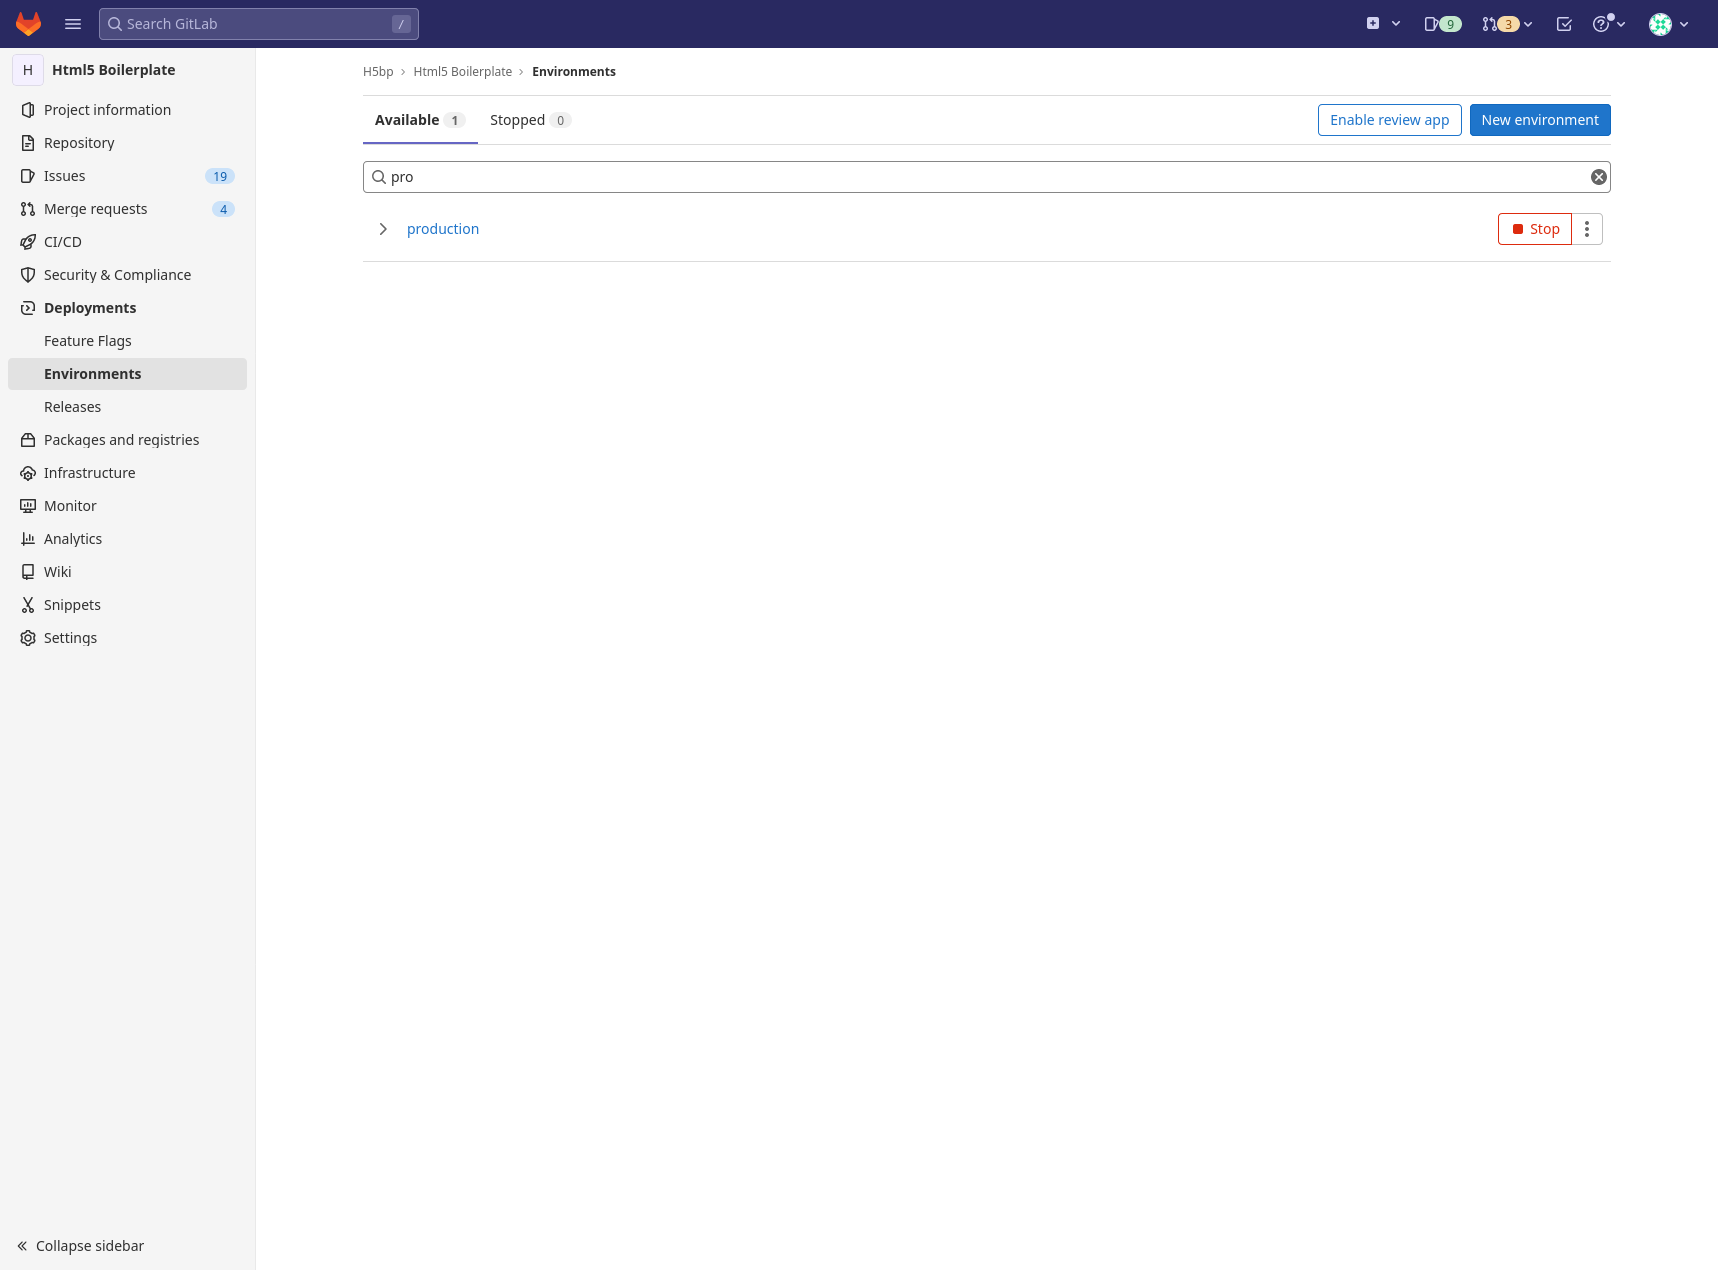 Search GitLab /
9
3
H Html5 Boilerplate
Project information
Repository
Issues 19
Merge requests 4
CI/CD
Security & Compliance
Deployments
Feature Flags
Environments
Releases
Packages and registries
Infrastructure
Monitor
Analytics
Wiki
Snippets
Settings
Collapse sidebar
H5bp Html5 Boilerplate Environments
Available 1 Stopped 0
Enable review app New environment
pro
production
Stop